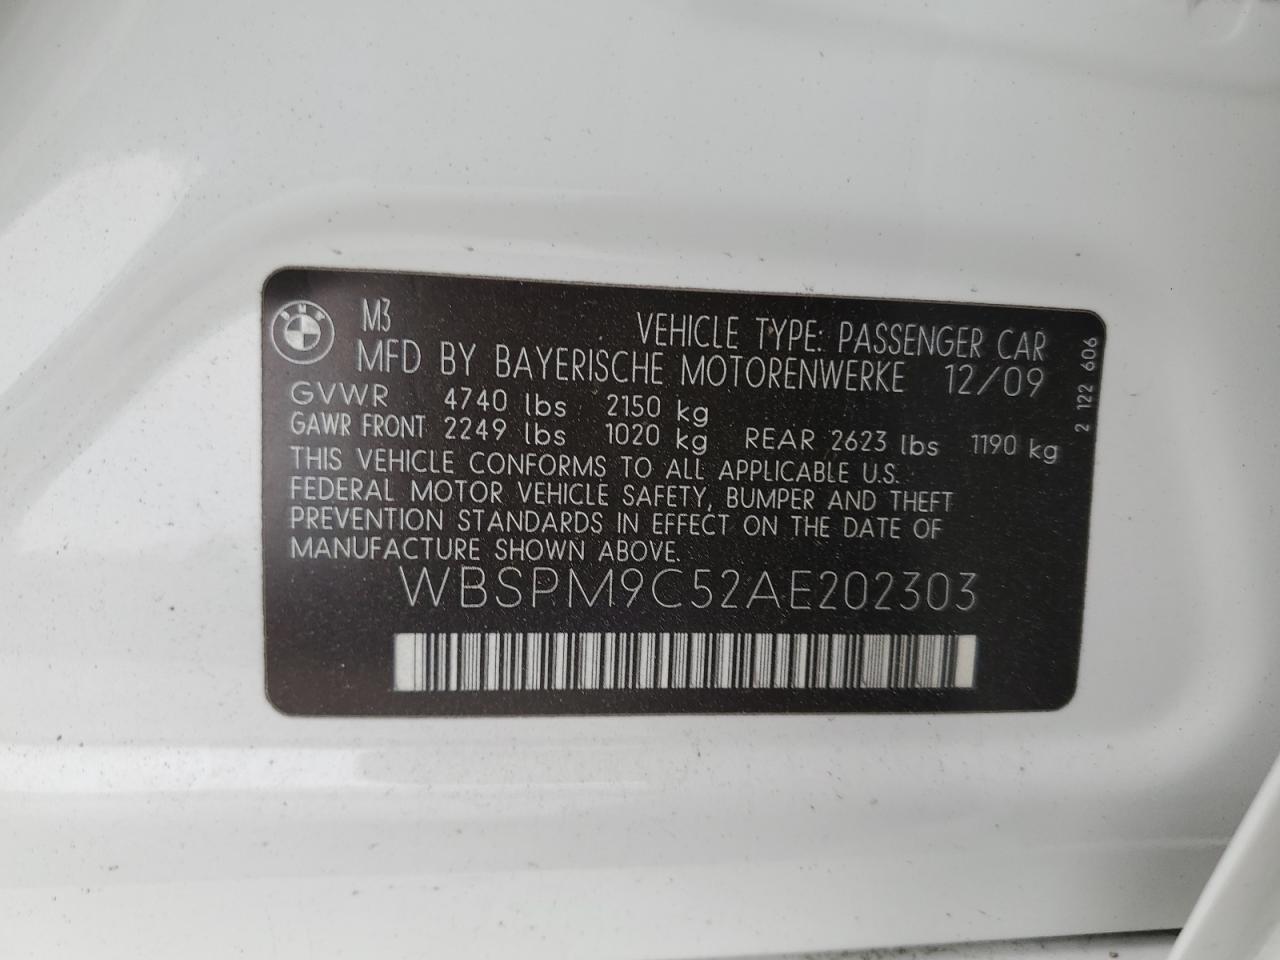 BMW
M3
VEHICLE TYPE: PASSENGER CAR
MFD BY BAYERISCHE MOTORENWERKE 12/09
GVWR 4740 lbs 2150 kg
GAWR FRONT 2249 lbs 1020 kg REAR 2623 lbs 1190 kg
THIS VEHICLE CONFORMS TO ALL APPLICABLE U.S.
FEDERAL MOTOR VEHICLE SAFETY, BUMPER AND THEFT
PREVENTION STANDARDS IN EFFECT ON THE DATE OF
MANUFACTURE SHOWN ABOVE.
WBSPM9C52AE202303
2 122 606